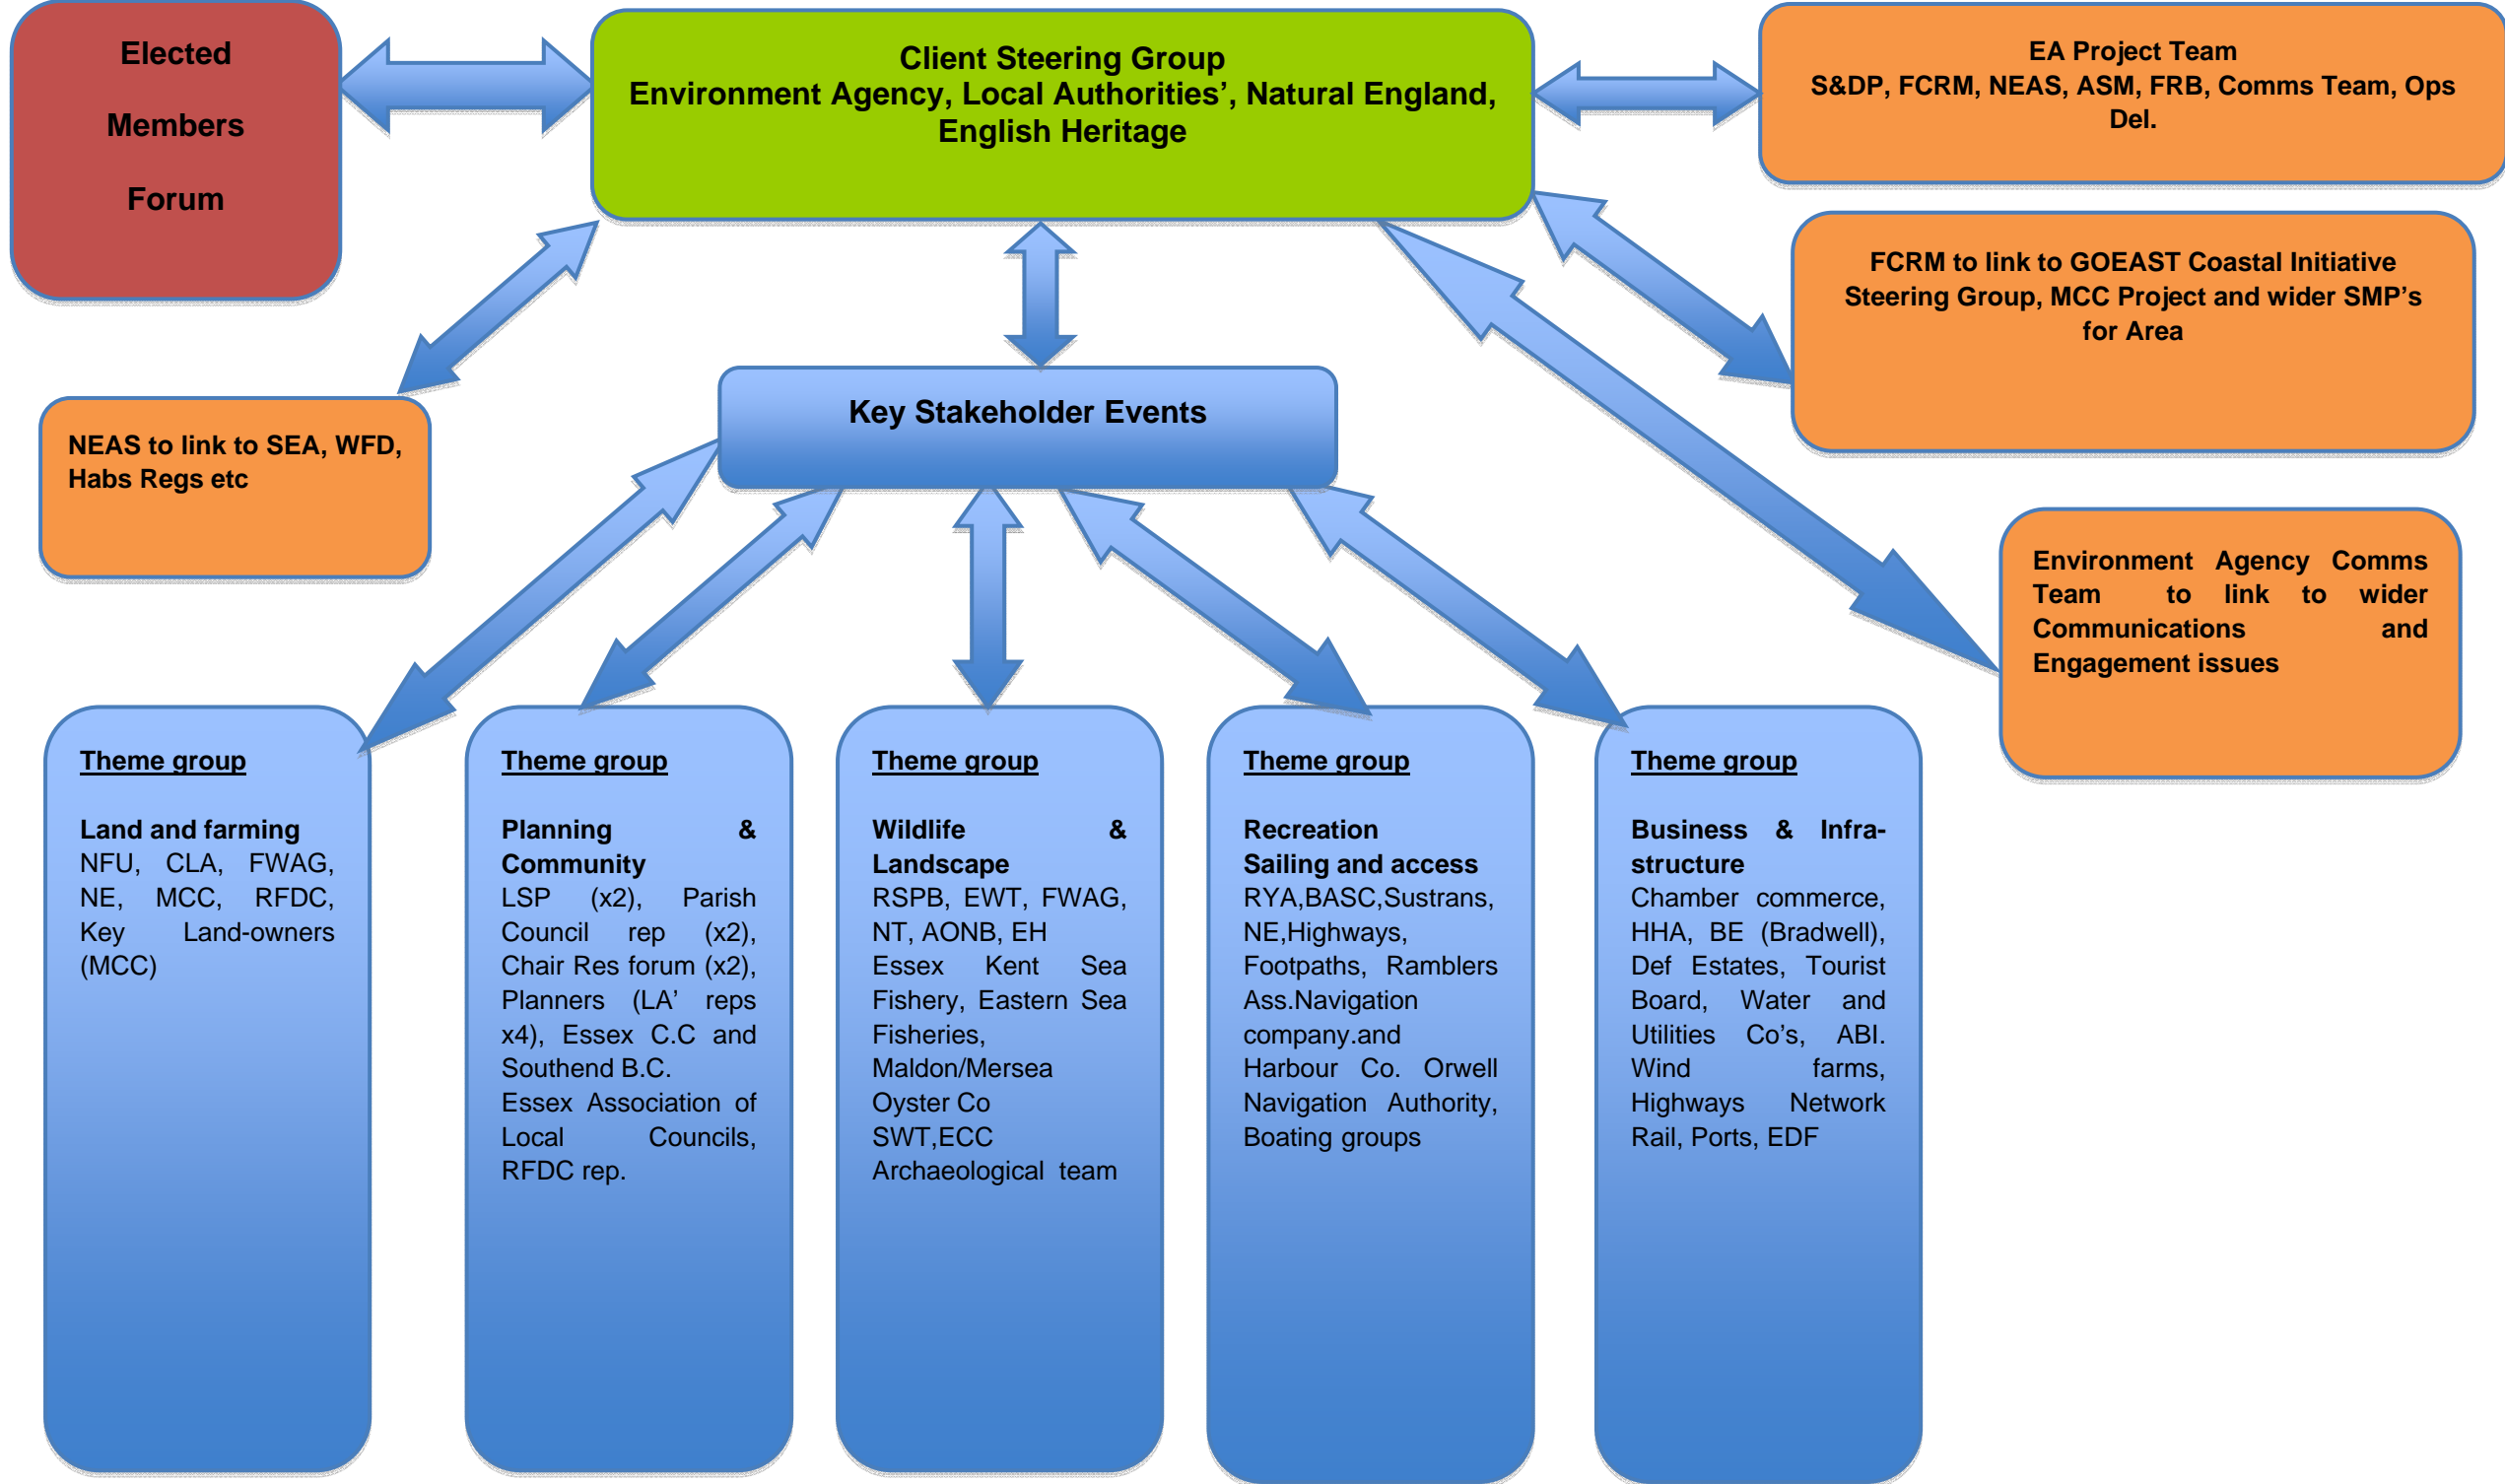 Elected
Members
Forum
Client Steering Group
Environment Agency, Local Authorities’, Natural England,
English Heritage
EA Project Team
S&DP, FCRM, NEAS, ASM, FRB, Comms Team, Ops
Del.
FCRM to link to GOEAST Coastal Initiative
Steering Group, MCC Project and wider SMP’s
for Area
Key Stakeholder Events
NEAS to link to SEA, WFD,
Habs Regs etc
Environment Agency Comms
Team to link to wider
Communications and
Engagement issues
Theme group
Land and farming
NFU, CLA, FWAG,
NE, MCC, RFDC,
Key Land-owners
(MCC)
Theme group
Planning &
Community
LSP (x2), Parish
Council rep (x2),
Chair Res forum (x2),
Planners (LA’ reps
x4), Essex C.C and
Southend B.C.
Essex Association of
Local Councils,
RFDC rep.
Theme group
Wildlife &
Landscape
RSPB, EWT, FWAG,
NT, AONB, EH
Essex Kent Sea
Fishery, Eastern Sea
Fisheries,
Maldon/Mersea
Oyster Co
SWT,ECC
Archaeological team
Theme group
Recreation
Sailing and access
RYA,BASC,Sustrans,
NE,Highways,
Footpaths, Ramblers
Ass.Navigation
company.and
Harbour Co. Orwell
Navigation Authority,
Boating groups
Theme group
Business & Infra-
structure
Chamber commerce,
HHA, BE (Bradwell),
Def Estates, Tourist
Board, Water and
Utilities Co’s, ABI.
Wind farms,
Highways Network
Rail, Ports, EDF